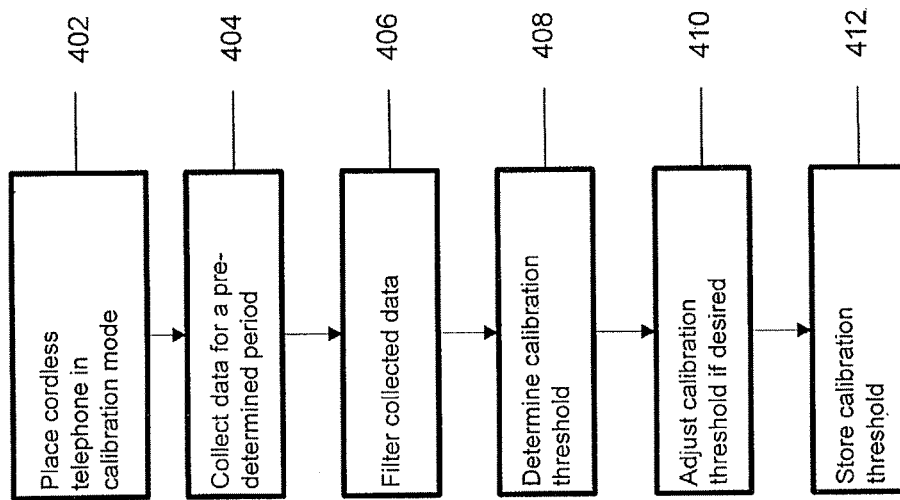 Place cordless
telephone in
calibration mode
402
Collect data for a pre-
determined period
404
Filter collected data
406
Determine calibration
threshold
408
Adjust calibration
threshold if desired
410
Store calibration
threshold
412